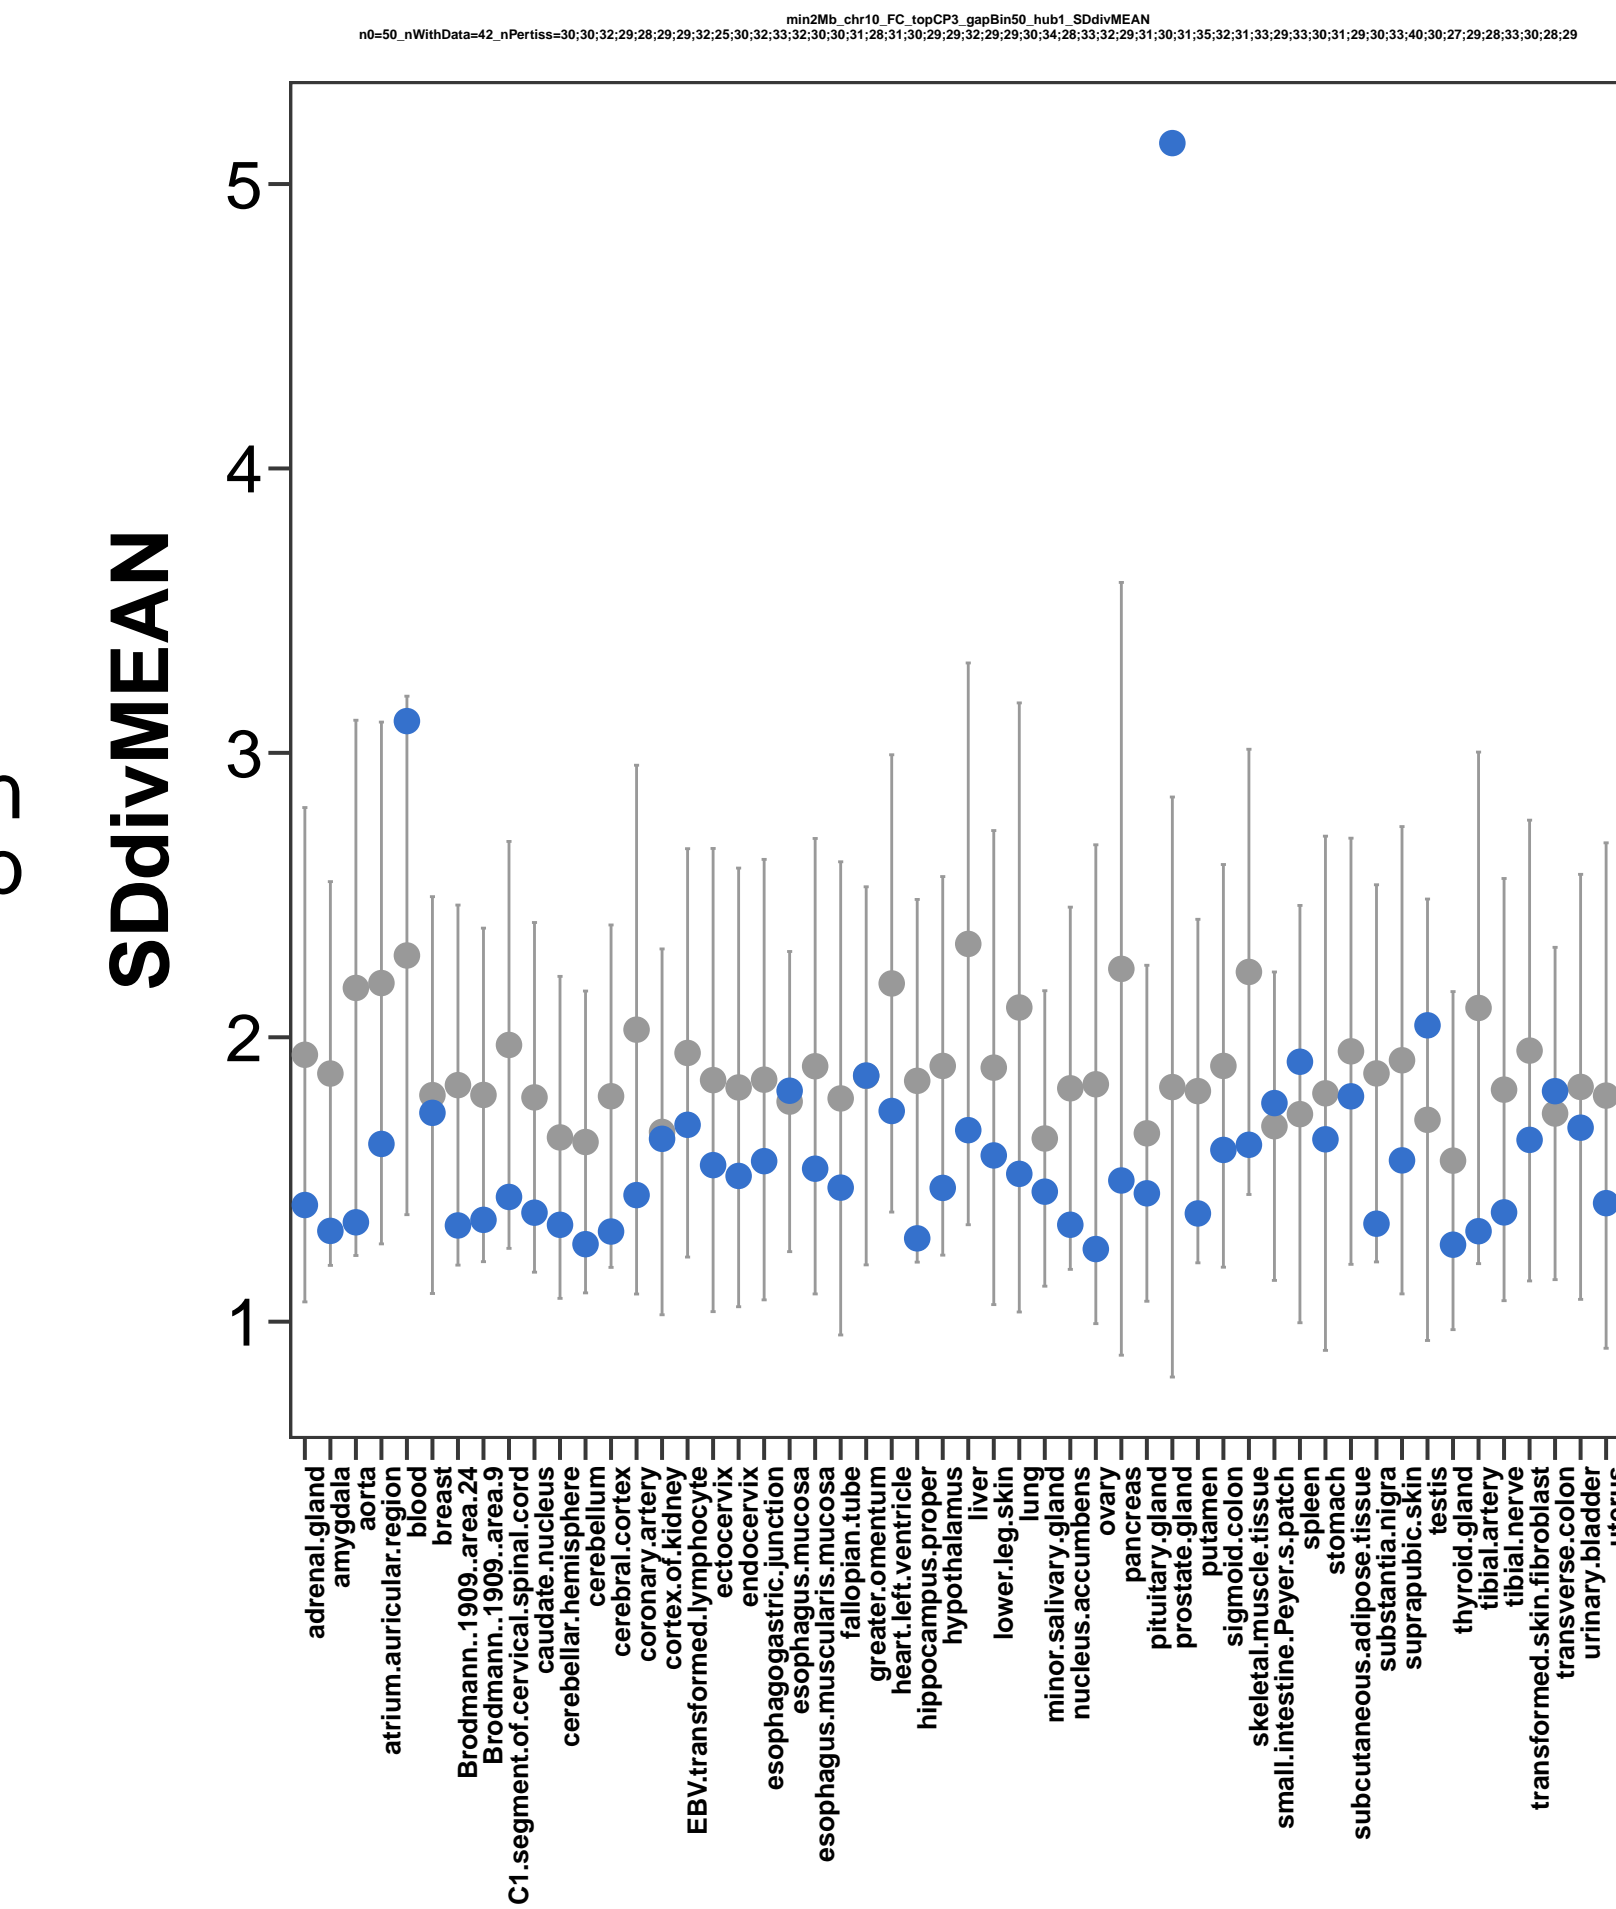 min2Mb_chr10_FC_topCP3_gapBin50_hub1_SDdivMEAN
n0=50_nWithData=42_nPertiss=30;30;32;29;28;29;29;32;25;30;32;33;32;30;30;31;28;31;30;29;29;32;29;29;30;34;28;33;32;29;31;30;31;35;32;31;33;29;33;30;31;29;30;33;40;30;27;29;28;33;30;28;29
SDdivMEAN
5
4
3
2
1
adrenal.gland
amygdala
aorta
atrium.auricular.region
blood
breast
Brodmann..1909..area.24
Brodmann..1909..area.9
C1.segment.of.cervical.spinal.cord
caudate.nucleus
cerebellar.hemisphere
cerebellum
cerebral.cortex
coronary.artery
cortex.of.kidney
EBV.transformed.lymphocyte
ectocervix
endocervix
esophagogastric.junction
esophagus.mucosa
esophagus.muscularis.mucosa
fallopian.tube
greater.omentum
heart.left.ventricle
hippocampus.proper
hypothalamus
liver
lower.leg.skin
lung
minor.salivary.gland
nucleus.accumbens
ovary
pancreas
pituitary.gland
prostate.gland
putamen
sigmoid.colon
skeletal.muscle.tissue
small.intestine.Peyer.s.patch
spleen
stomach
subcutaneous.adipose.tissue
substantia.nigra
suprapubic.skin
testis
thyroid.gland
tibial.artery
tibial.nerve
transformed.skin.fibroblast
transverse.colon
urinary.bladder